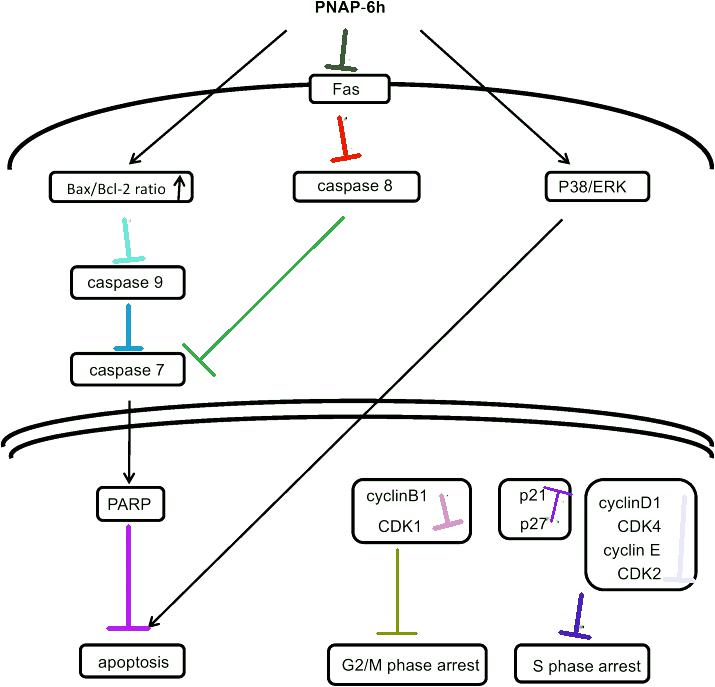 PNAP-6h
Fas
Bax/Bcl-2 ratio
caspase 8
P38/ERK
caspase 9
caspase 7
PARP
cyclinB1
CDK1
p21
p27
cyclinD1
CDK4
cyclin E
CDK2
apoptosis
G2/M phase arrest
S phase arrest